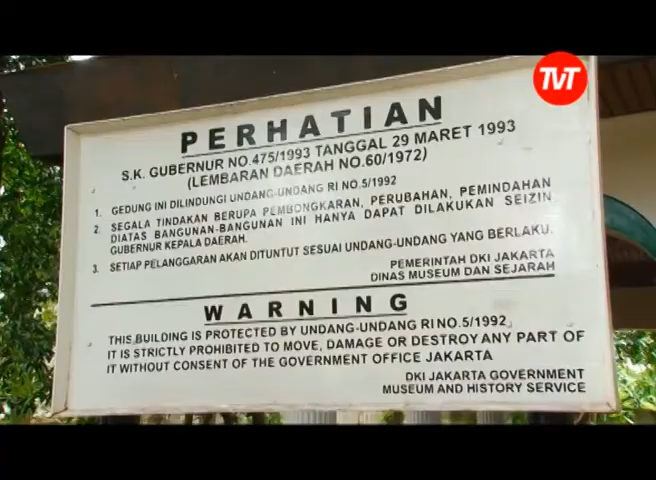 TVT
PERHATIAN
S.K. GUBERNUR NO.475/1993 TANGGAL 29 MARET 1993
(LEMBARAN DAERAH NO.60/1972)
1. GEDUNG INI DILINDUNGI UNDANG-UNDANG RI NO.5/1992
2. SEGALA TINDAKAN BERUPA PEMBONGKARAN, PERUBAHAN, PEMINDAHAN
DIATAS BANGUNAN-BANGUNAN INI HANYA DAPAT DILAKUKAN SEIZIN
GUBERNUR KEPALA DAERAH.
3. SETIAP PELANGGARAN AKAN DITUNTUT SESUAI UNDANG-UNDANG YANG BERLAKU.
PEMERINTAH DKI JAKARTA
DINAS MUSEUM DAN SEJARAH
WARNING
THIS BUILDING IS PROTECTED BY UNDANG-UNDANG RI NO.5/1992
IT IS STRICTLY PROHIBITED TO MOVE, DAMAGE OR DESTROY ANY PART OF
IT WITHOUT CONSENT OF THE GOVERNMENT OFFICE JAKARTA
DKI JAKARTA GOVERNMENT
MUSEUM AND HISTORY SERVICE